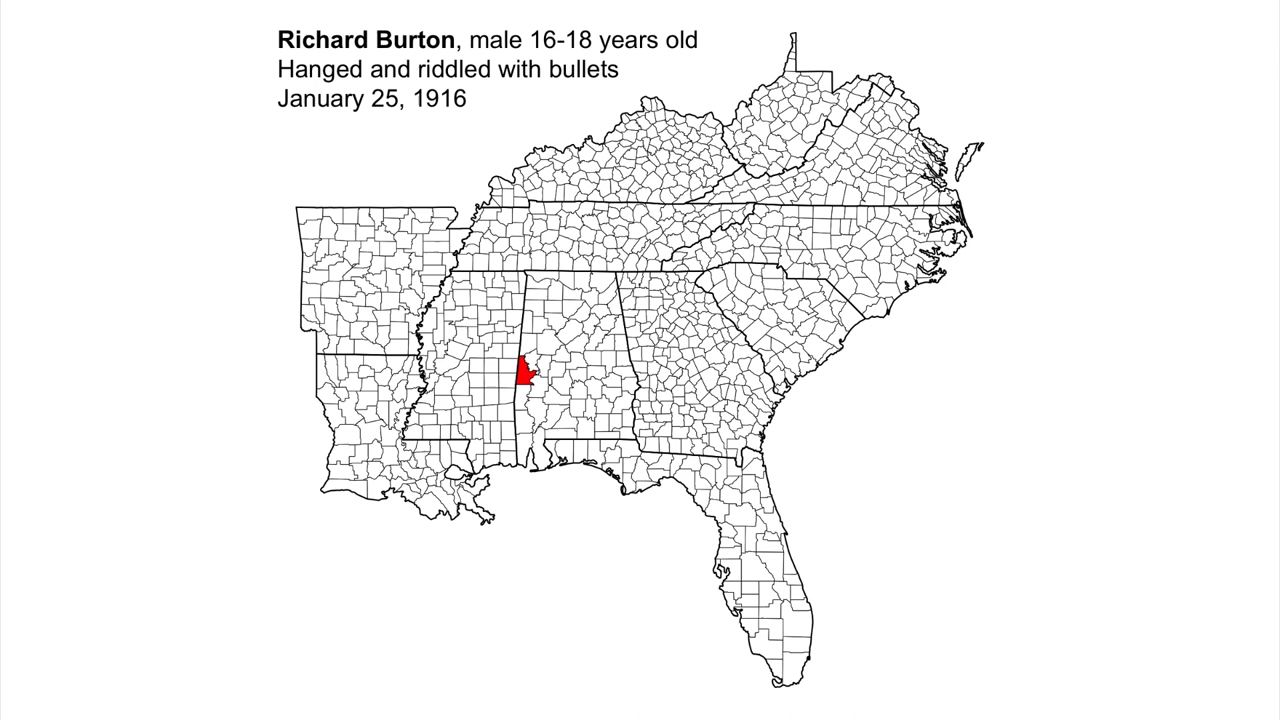 Richard Burton, male 16-18 years old
Hanged and riddled with bullets
January 25, 1916